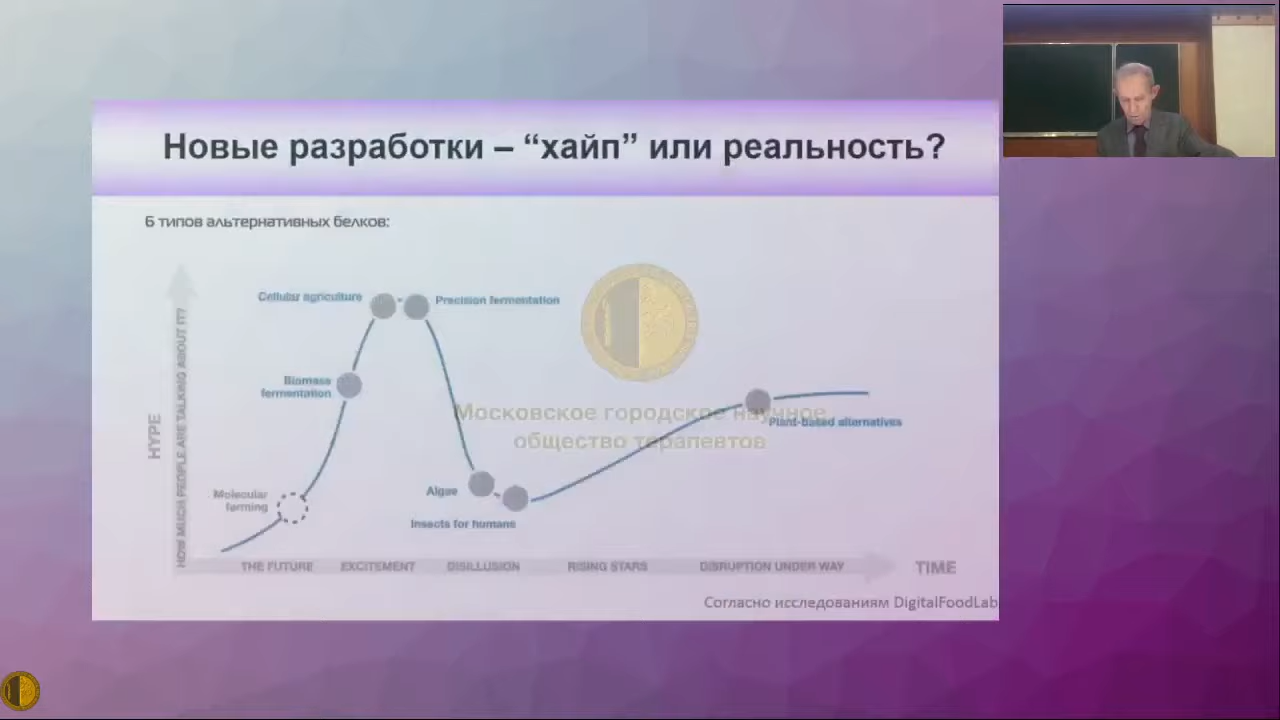 Новые разработки – “хайп” или реальность?
6 типов альтернативных белков:
HYPE
HOW MUCH PEOPLE ARE TALKING ABOUT IT?
Cellular agriculture
Precision fermentation
Biomass
fermentation
Московское городское научное
общество терапевтов
Plant-based alternatives
Molecular
farming
Algae
Insects for humans
THE FUTURE
EXCITEMENT
DISILLUSION
RISING STARS
DISRUPTION UNDER WAY
TIME
Согласно исследованиям DigitalFoodLab